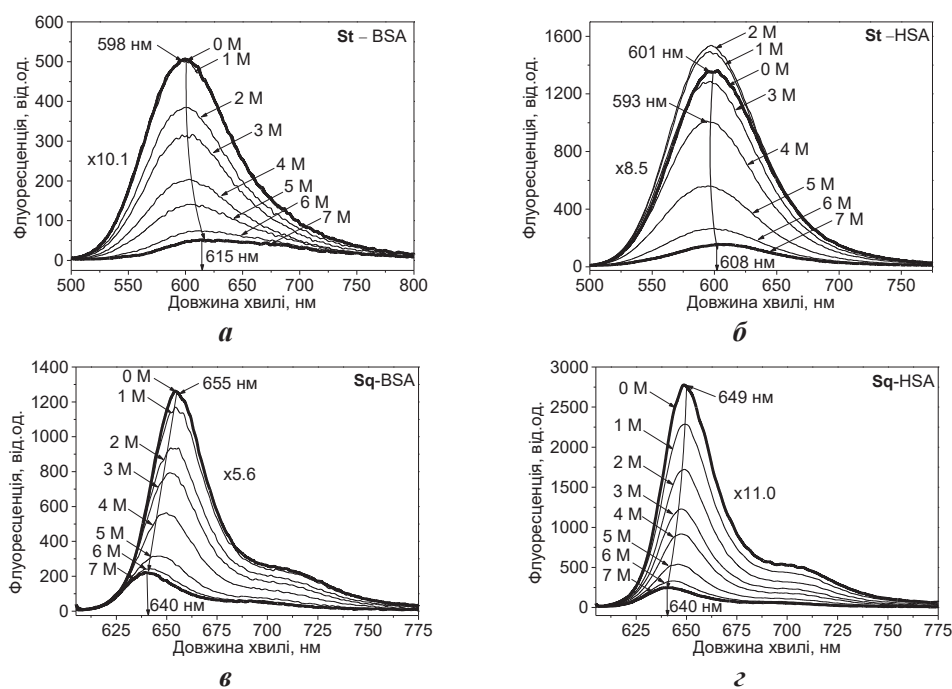 St – BSA
598 нм
0 M
1 M
2 M
3 M
4 M
5 M
6 M
7 M
x10.1
615 нм
Флуоресценція, від.од.
600
500
400
300
200
100
0
500 550 600 650 700 750 800
Довжина хвилі, нм
а
St –HSA
601 нм
2 M
1 M
0 M
3 M
593 нм
4 M
x8.5
5 M
6 M
7 M
608 нм
Флуоресценція, від.од.
1600
1200
800
400
0
500 550 600 650 700 750
Довжина хвилі, нм
б
Sq-BSA
0 M
655 нм
1 M
2 M
3 M
x5.6
4 M
5 M
6 M
7 M
640 нм
Флуоресценція, від.од.
1400
1200
1000
800
600
400
200
0
625 650 675 700 725 750 775
Довжина хвилі, нм
в
Sq-HSA
0 M
649 нм
1 M
2 M
x11.0
3 M
4 M
5 M
6 M
7 M
640 нм
Флуоресценція, від.од.
3000
2500
2000
1500
1000
500
0
625 650 675 700 725 750 775
Довжина хвилі, нм
г